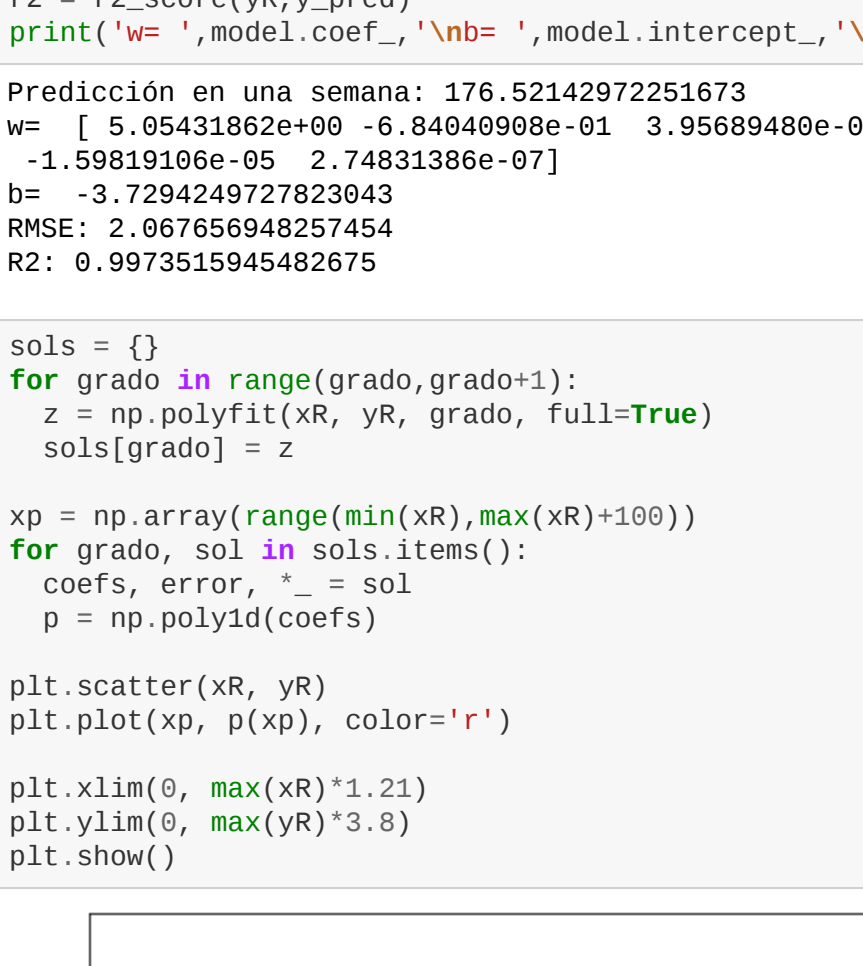 r2 = r2_score(yR,y_pred)
print('w= ',model.coef_,'\nb= ',model.intercept_,'\
Predicción en una semana: 176.52142972251673
w=  [ 5.05431862e+00 -6.84040908e-01  3.95689480e-0
 -1.59819106e-05  2.74831386e-07]
b=  -3.7294249727823043
RMSE: 2.067656948257454
R2: 0.9973515945482675
sols = {}
for grado in range(grado,grado+1):
  z = np.polyfit(xR, yR, grado, full=True)
  sols[grado] = z
xp = np.array(range(min(xR),max(xR)+100))
for grado, sol in sols.items():
  coefs, error, *_ = sol
  p = np.poly1d(coefs)
plt.scatter(xR, yR)
plt.plot(xp, p(xp), color='r')
plt.xlim(0, max(xR)*1.21)
plt.ylim(0, max(yR)*3.8)
plt.show()